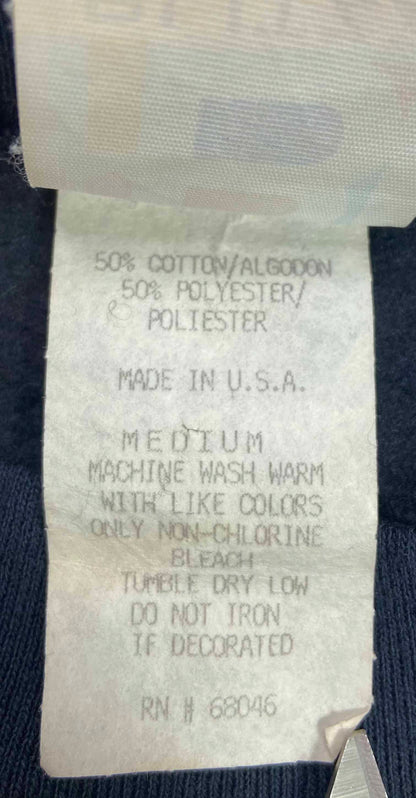 50% COTTON/ALGODON
50% POLYESTER/
POLIESTER
MADE IN U.S.A.
MEDIUM
MACHINE WASH WARM
WITH LIKE COLORS
ONLY NON-CHLORINE
BLEACH
TUMBLE DRY LOW
DO NOT IRON
IF DECORATED
RN # 68046